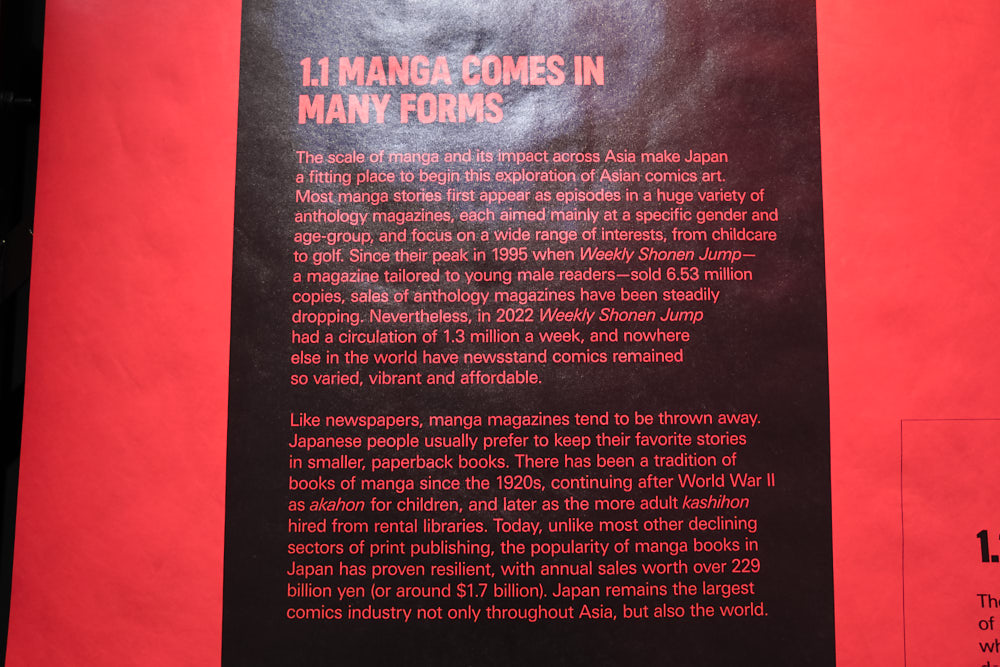 1.1 MANGA COMES IN
MANY FORMS
The scale of manga and its impact across Asia make Japan
a fitting place to begin this exploration of Asian comics art.
Most manga stories first appear as episodes in a huge variety of
anthology magazines, each aimed mainly at a specific gender and
age-group, and focus on a wide range of interests, from childcare
to golf. Since their peak in 1995 when Weekly Shonen Jump—
a magazine tailored to young male readers—sold 6.53 million
copies, sales of anthology magazines have been steadily
dropping. Nevertheless, in 2022 Weekly Shonen Jump
had a circulation of 1.3 million a week, and nowhere
else in the world have newsstand comics remained
so varied, vibrant and affordable.
Like newspapers, manga magazines tend to be thrown away.
Japanese people usually prefer to keep their favorite stories
in smaller, paperback books. There has been a tradition of
books of manga since the 1920s, continuing after World War II
as akahon for children, and later as the more adult kashihon
hired from rental libraries. Today, unlike most other declining
sectors of print publishing, the popularity of manga books in
Japan has proven resilient, with annual sales worth over 229
billion yen (or around $1.7 billion). Japan remains the largest
comics industry not only throughout Asia, but also the world.
of